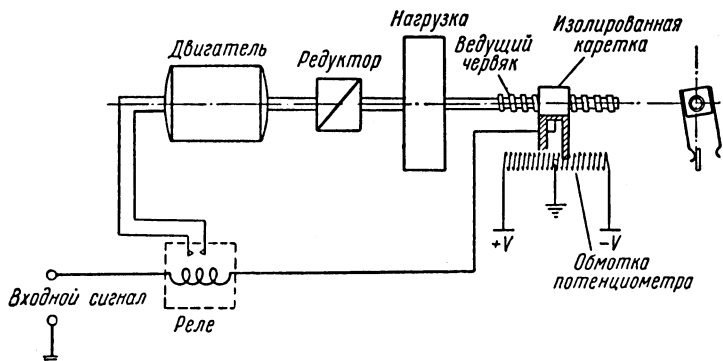 Нагрузка
Изолированная
каретка
Двигатель
Ведущий
червяк
Редуктор
+V
-V
Обмотка
потенциометра
Входной сигнал
Реле